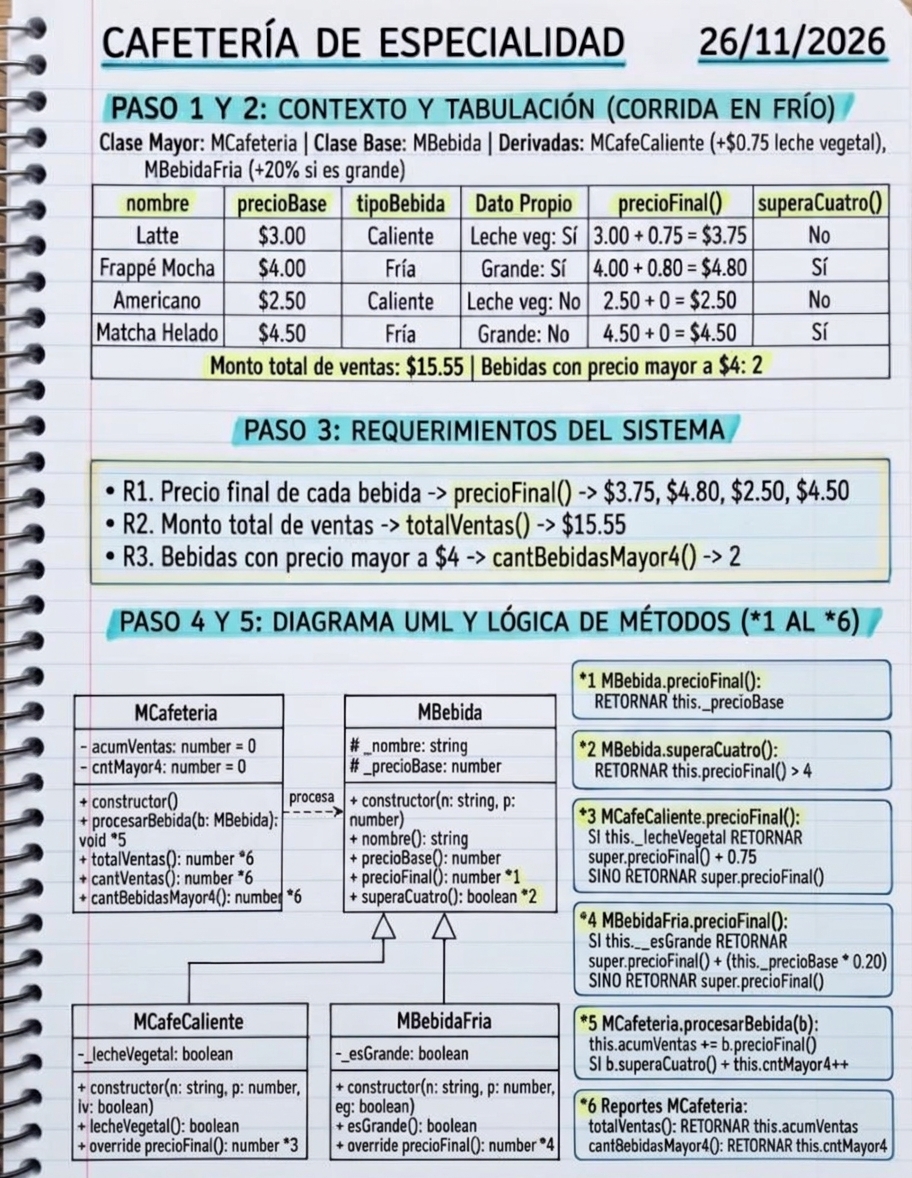 CAFETERÍA DE ESPECIALIDAD 26/11/2026
PASO 1 Y 2: CONTEXTO Y TABULACIÓN (CORRIDA EN FRÍO)
Clase Mayor: MCafeteria | Clase Base: MBebida | Derivadas: MCafeCaliente (+$0.75 leche vegetal),
MBebidaFria (+20% si es grande)
nombre precioBase tipoBebida Dato Propio precioFinal() superaCuatro()
Latte $3.00 Caliente Leche veg: Sí 3.00 + 0.75 = $3.75 No
Frappé Mocha $4.00 Fría Grande: Sí 4.00 + 0.80 = $4.80 Sí
Americano $2.50 Caliente Leche veg: No 2.50 + 0 = $2.50 No
Matcha Helado $4.50 Fría Grande: No 4.50 + 0 = $4.50 Sí
Monto total de ventas: $15.55 | Bebidas con precio mayor a $4: 2
PASO 3: REQUERIMIENTOS DEL SISTEMA
• R1. Precio final de cada bebida -> precioFinal() -> $3.75, $4.80, $2.50, $4.50
• R2. Monto total de ventas -> totalVentas() -> $15.55
• R3. Bebidas con precio mayor a $4 -> cantBebidasMayor4() -> 2
PASO 4 Y 5: DIAGRAMA UML Y LÓGICA DE MÉTODOS (*1 AL *6)
MCafeteria
- acumVentas: number = 0
- cntMayor4: number = 0
+ constructor()
+ procesarBebida(b: MBebida):
void *5
+ totalVentas(): number *6
+ cantVentas(): number *6
+ cantBebidasMayor4(): number *6
procesa
MBebida
# _nombre: string
# _precioBase: number
+ constructor(n: string, p:
number)
+ nombre(): string
+ precioBase(): number
+ precioFinal(): number *1
+ superaCuatro(): boolean *2
MCafeCaliente
-_lecheVegetal: boolean
+ constructor(n: string, p: number,
lv: boolean)
+ lecheVegetal(): boolean
+ override precioFinal(): number *3
MBebidaFria
-_esGrande: boolean
+ constructor(n: string, p: number,
eg: boolean)
+ esGrande(): boolean
+ override precioFinal(): number *4
*1 MBebida.precioFinal():
RETORNAR this._precioBase
*2 MBebida.superaCuatro():
RETORNAR this.precioFinal() > 4
*3 MCafeCaliente.precioFinal():
SI this._lecheVegetal RETORNAR
super.precioFinal() + 0.75
SINO RETORNAR super.precioFinal()
*4 MBebidaFria.precioFinal():
SI this.__esGrande RETORNAR
super.precioFinal() + (this._precioBase * 0.20)
SINO RETORNAR super.precioFinal()
*5 MCafeteria.procesarBebida(b):
this.acumVentas += b.precioFinal()
SI b.superaCuatro() + this.cntMayor4++
*6 Reportes MCafeteria:
totalVentas(): RETORNAR this.acumVentas
cantBebidasMayor4(): RETORNAR this.cntMayor4